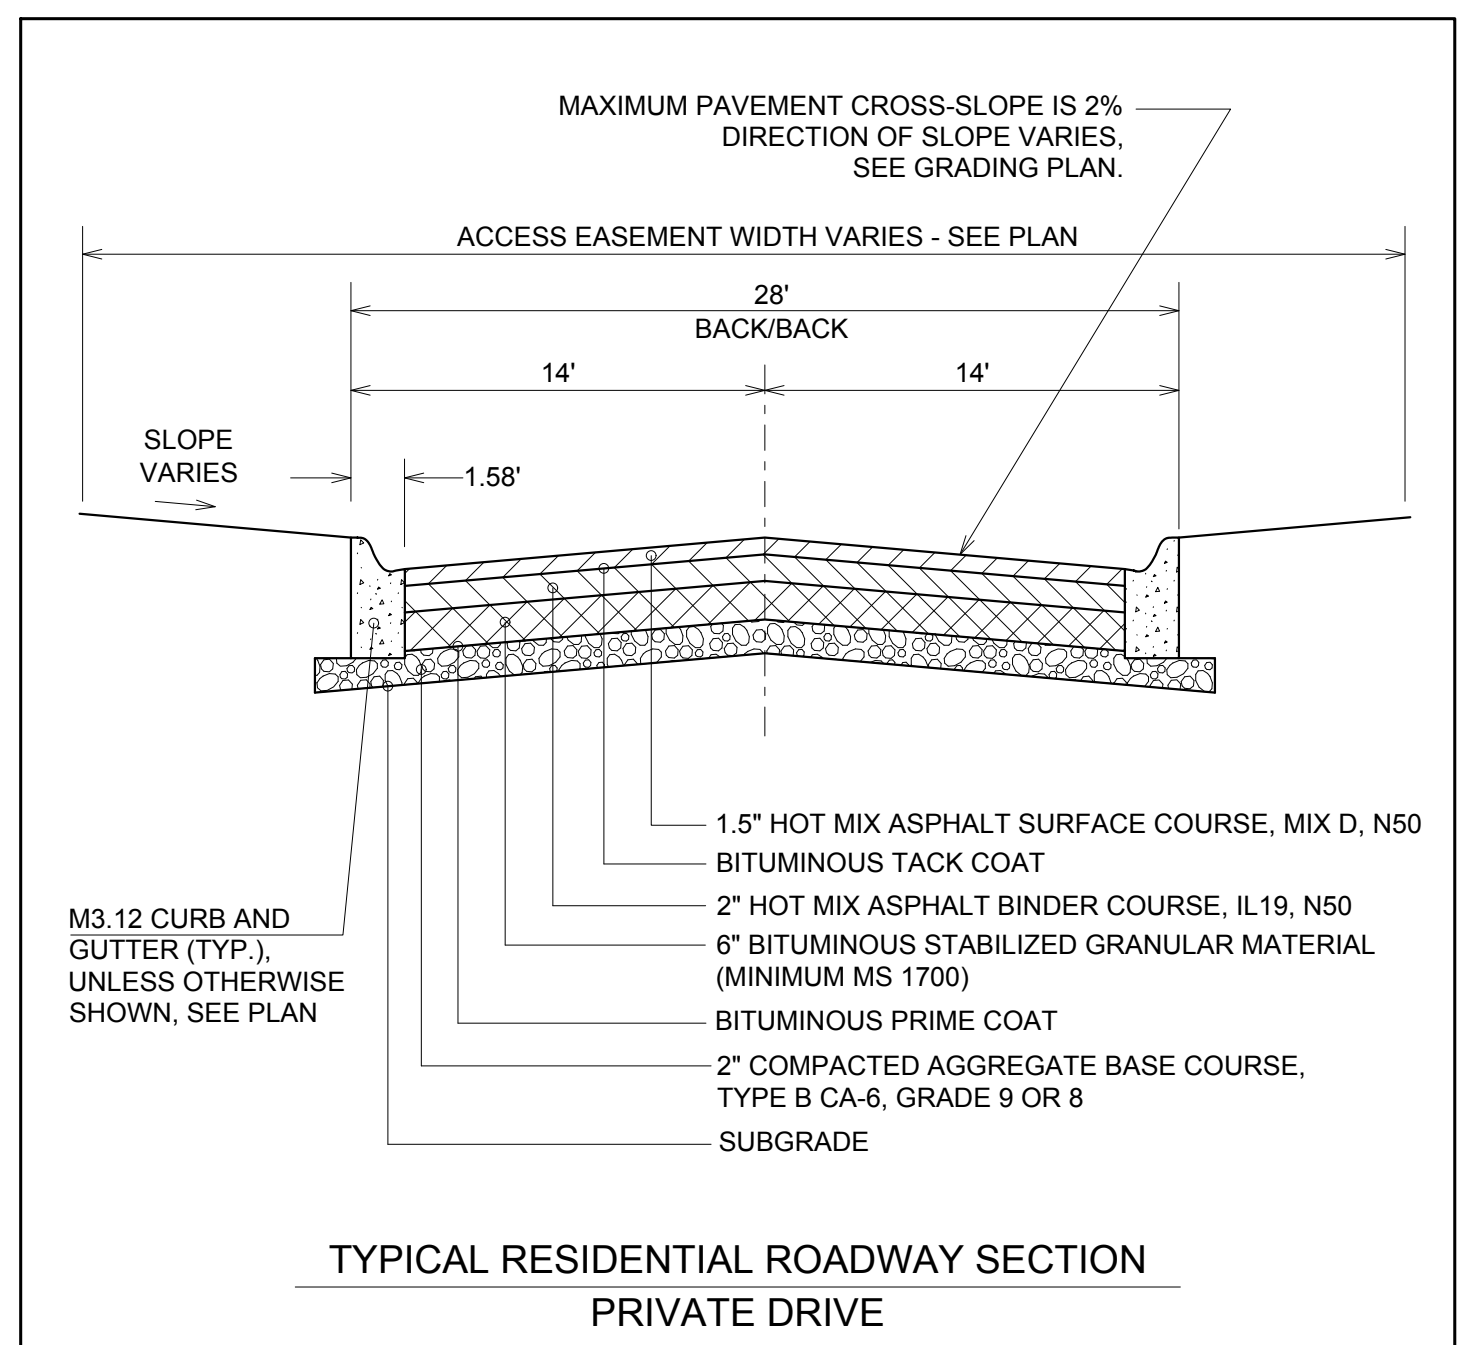 MAXIMUM PAVEMENT CROSS-SLOPE IS 2%
DIRECTION OF SLOPE VARIES,
SEE GRADING PLAN.
ACCESS EASEMENT WIDTH VARIES - SEE PLAN
28'
BACK/BACK
14'
14'
SLOPE
VARIES
1.58'
1.5" HOT MIX ASPHALT SURFACE COURSE, MIX D, N50
BITUMINOUS TACK COAT
2" HOT MIX ASPHALT BINDER COURSE, IL19, N50
6" BITUMINOUS STABILIZED GRANULAR MATERIAL
(MINIMUM MS 1700)
BITUMINOUS PRIME COAT
2" COMPACTED AGGREGATE BASE COURSE,
TYPE B CA-6, GRADE 9 OR 8
SUBGRADE
M3.12 CURB AND
GUTTER (TYP.),
UNLESS OTHERWISE
SHOWN, SEE PLAN
TYPICAL RESIDENTIAL ROADWAY SECTION
PRIVATE DRIVE